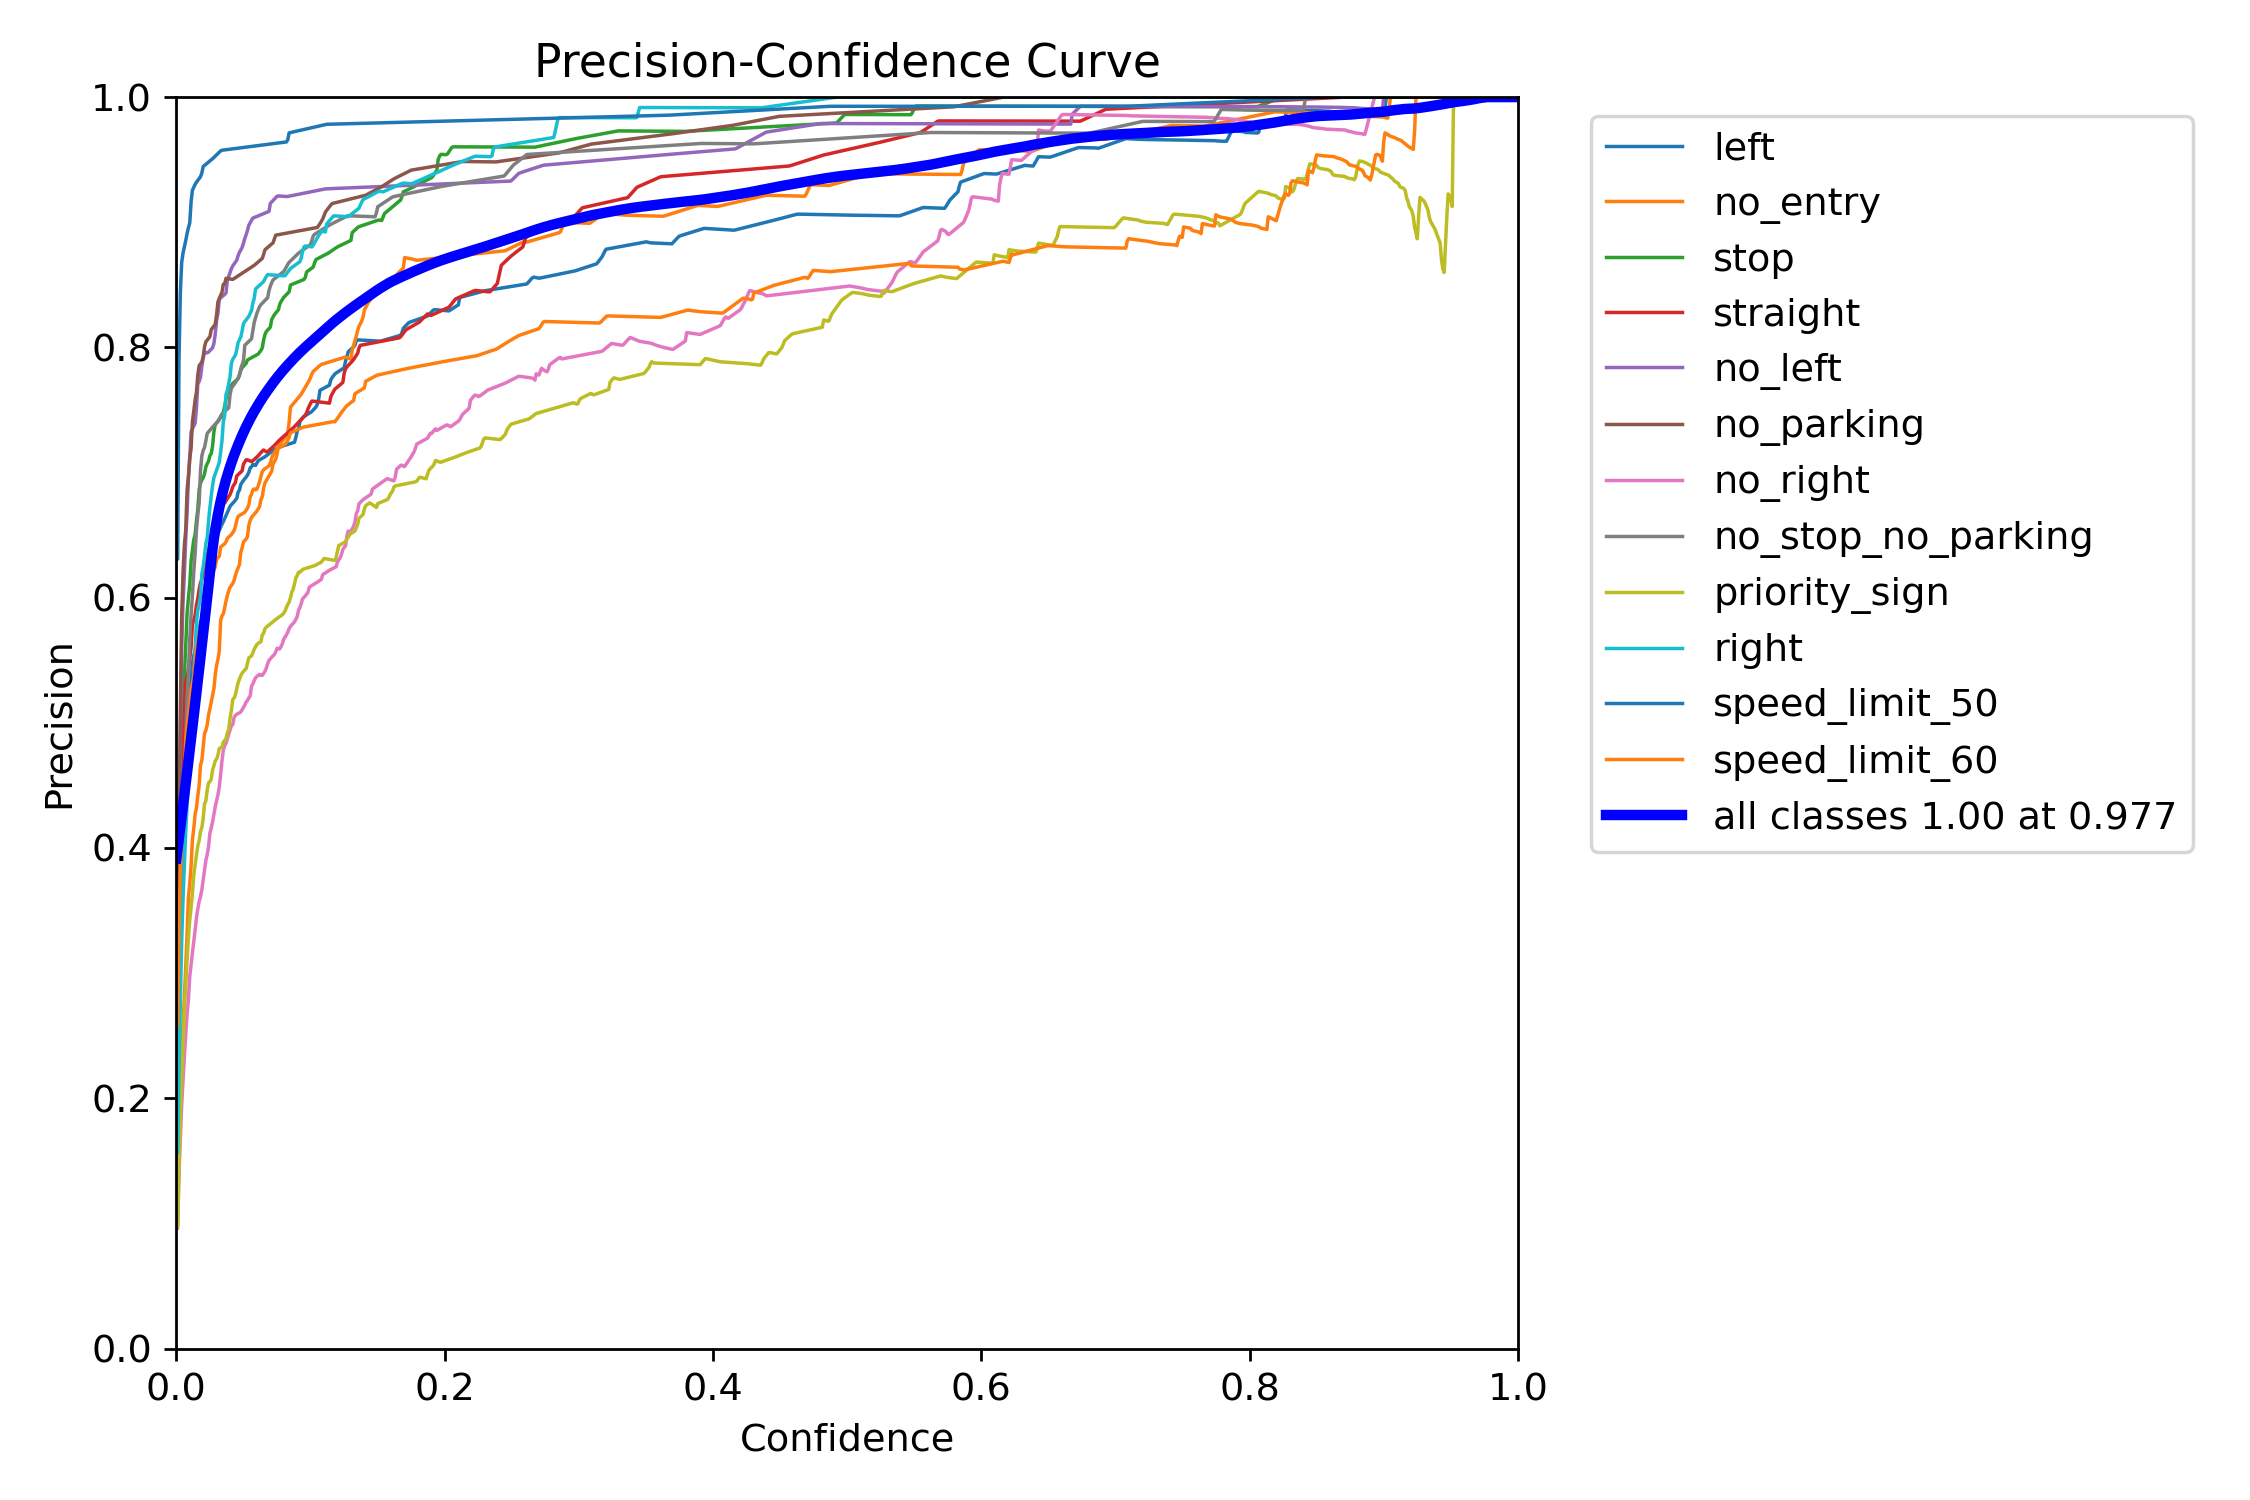 Precision-Confidence Curve
1.0
0.8
0.6
0.4
0.2
0.0
Precision
0.0 0.2 0.4 0.6 0.8 1.0
Confidence
left
no_entry
stop
straight
no_left
no_parking
no_right
no_stop_no_parking
priority_sign
right
speed_limit_50
speed_limit_60
all classes 1.00 at 0.977